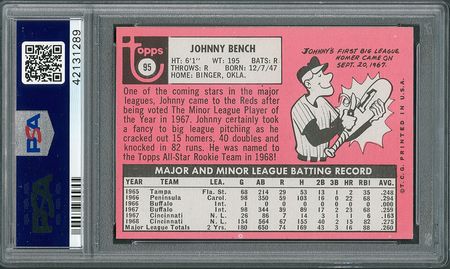 PSA
42131289
Topps
95
JOHNNY BENCH
HT: 6'1" WT: 195 BATS: R
THROWS: R BORN: 12/7/47
HOME: BINGER, OKLA.
JOHNNY'S FIRST BIG LEAGUE
HOMER CAME ON
SEPT. 20, 1967.
One of the coming stars in the major
leagues, Johnny came to the Reds after
being The Minor League Player of
the Year in 1967. Johnny certainly took
a fancy to big league pitching as he
cracked out 15 homers, 40 doubles and
knocked in 82 runs. He was named to
the Topps All-Star Rookie Team in 1968!
©T.C.G. PRINTED IN U.S.A.
MAJOR AND MINOR LEAGUE BATTING RECORD
YEAR TEAM LEA. G AB R H 2B 3B HR RBI AVG.
1965 Tampa Fla. St. 68 214 29 53 13 1 2 35 .248
1966 Peninsula Carol. 98 350 59 103 16 0 22 68 .294
1966 Buffalo Int. 1 0 0 0 0 0 0 0 .000
1967 Buffalo Int. 98 344 39 89 23 .259
1967 Cincinnati N. L. 26 86 7 14 3 1 1 6 .163
1968 Cincinnati N. L. 154 564 67 155 40 2 15 82 .275
Major League Totals 2 Yrs. 180 650 74 169 43 3 16 88 .260